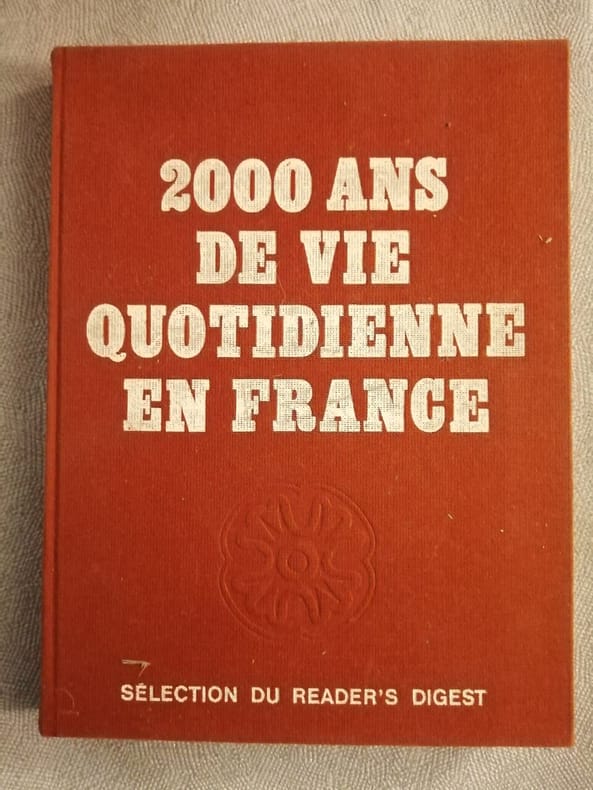 2000 ANS
DE VIE
QUOTIDIENNE
EN FRANCE
SÉLECTION DU READER'S DIGEST